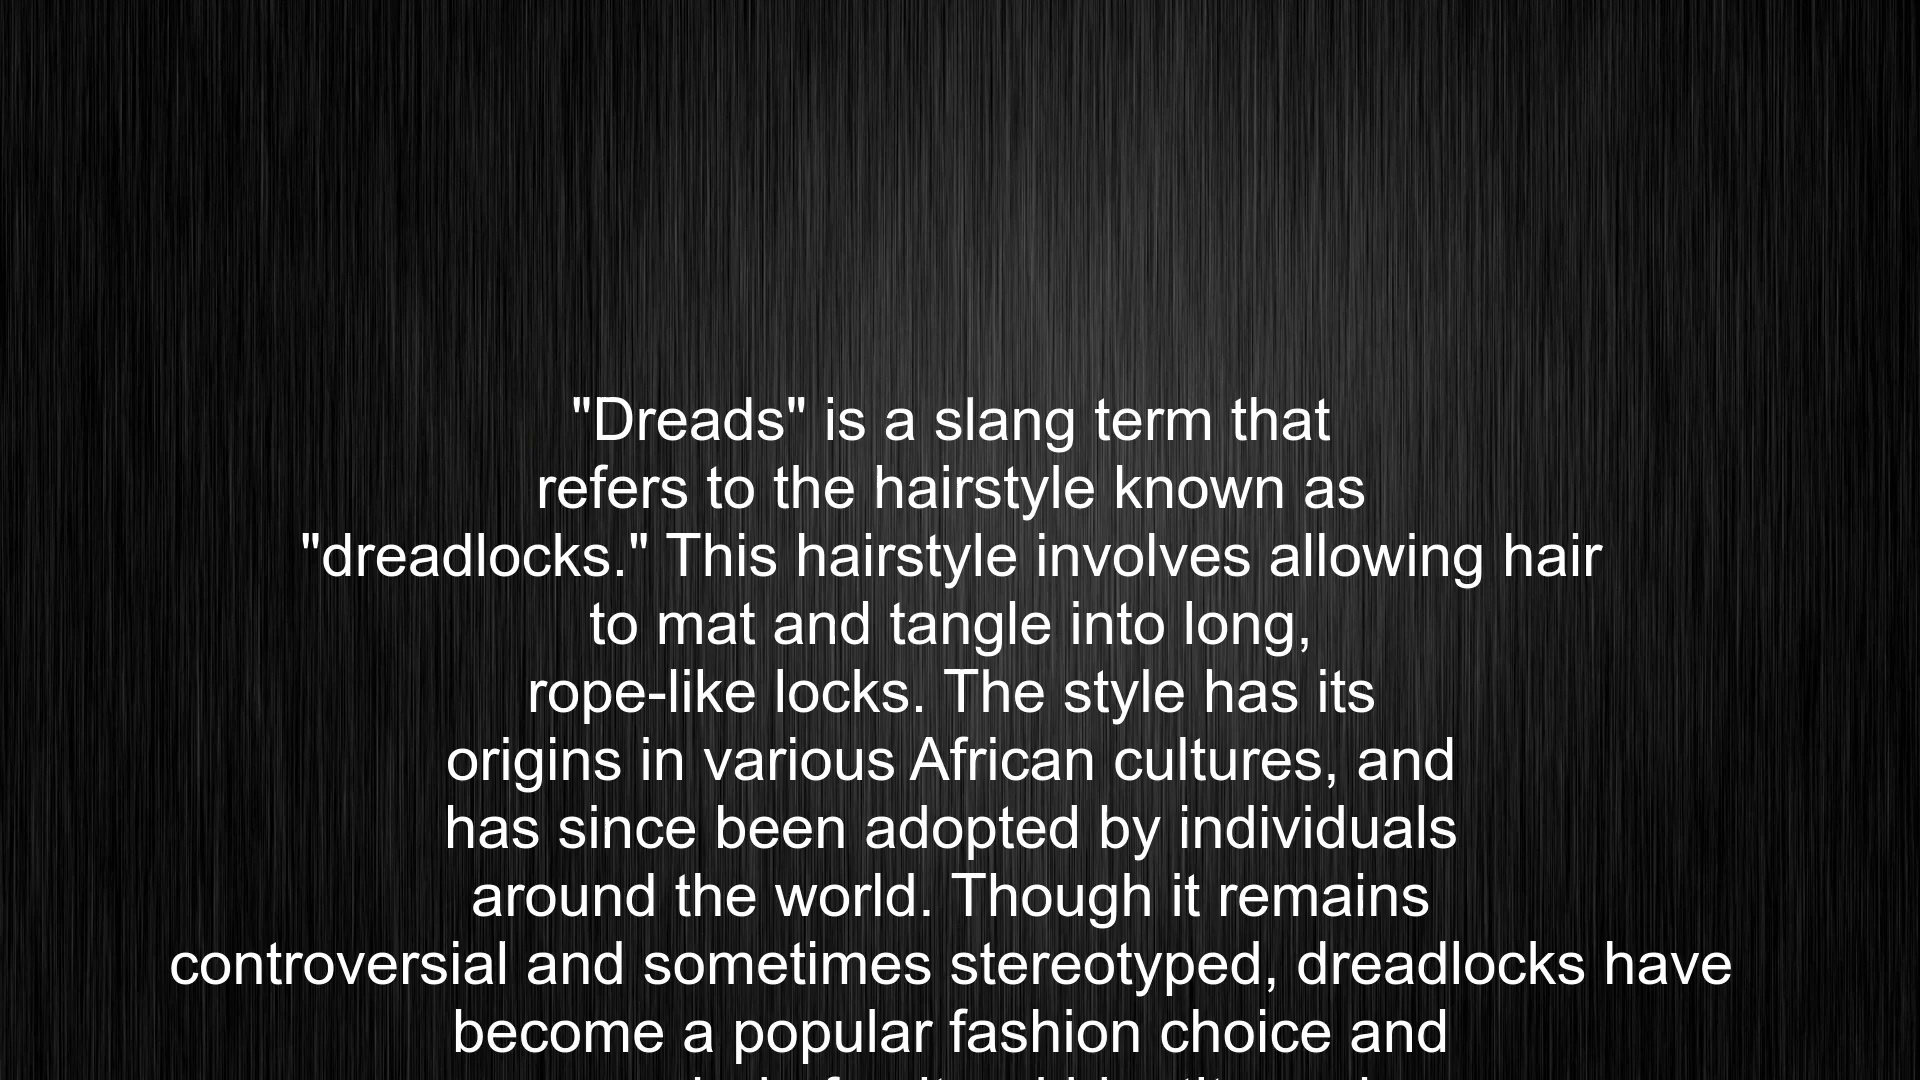 "Dreads" is a slang term that
refers to the hairstyle known as
"dreadlocks." This hairstyle involves allowing hair
to mat and tangle into long,
rope-like locks. The style has its
origins in various African cultures, and
has since been adopted by individuals
around the world. Though it remains
controversial and sometimes stereotyped, dreadlocks have
become a popular fashion choice and